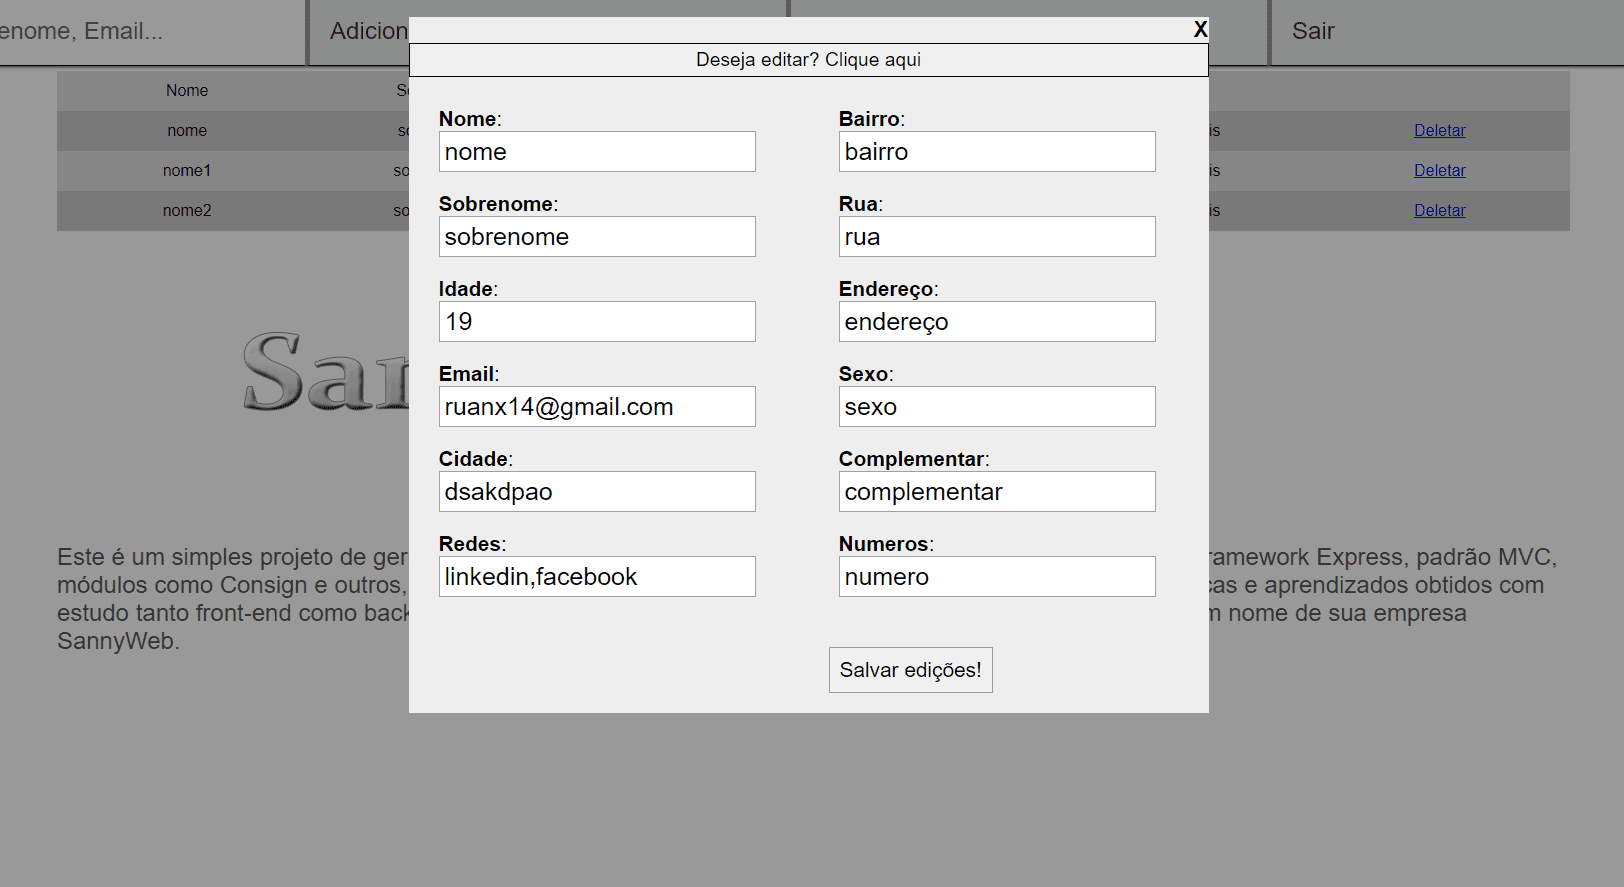 enome, Email...
Adicion
Sair
X
Deseja editar? Clique aqui
Nome
nome
is
Deletar
nome1
so
is
Deletar
nome2
so
is
Deletar
Nome:
nome
Bairro:
bairro
Sobrenome:
sobrenome
Rua:
rua
Idade:
19
Endereço:
endereço
Email:
ruanx14@gmail.com
Sexo:
sexo
Cidade:
dsakdpao
Complementar:
complementar
Redes:
linkedin,facebook
Numeros:
numero
Salvar edições!
San
Este é um simples projeto de ger
ramework Express, padrão MVC,
módulos como Consign e outros,
cas e aprendizados obtidos com
estudo tanto front-end como back
m nome de sua empresa
SannyWeb.